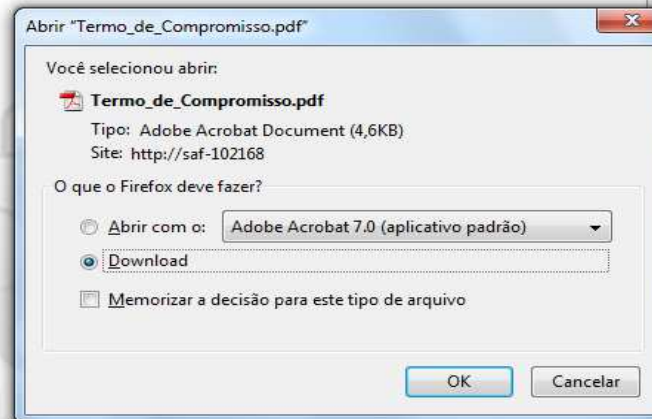 Abrir "Termo_de_Compromisso.pdf"
Você selecionou abrir:
Termo_de_Compromisso.pdf
Tipo: Adobe Acrobat Document (4,6KB)
Site: http://saf-102168
O que o Firefox deve fazer?
Abrir com o: Adobe Acrobat 7.0 (aplicativo padrão)
Download
Memorizar a decisão para este tipo de arquivo
OK Cancelar